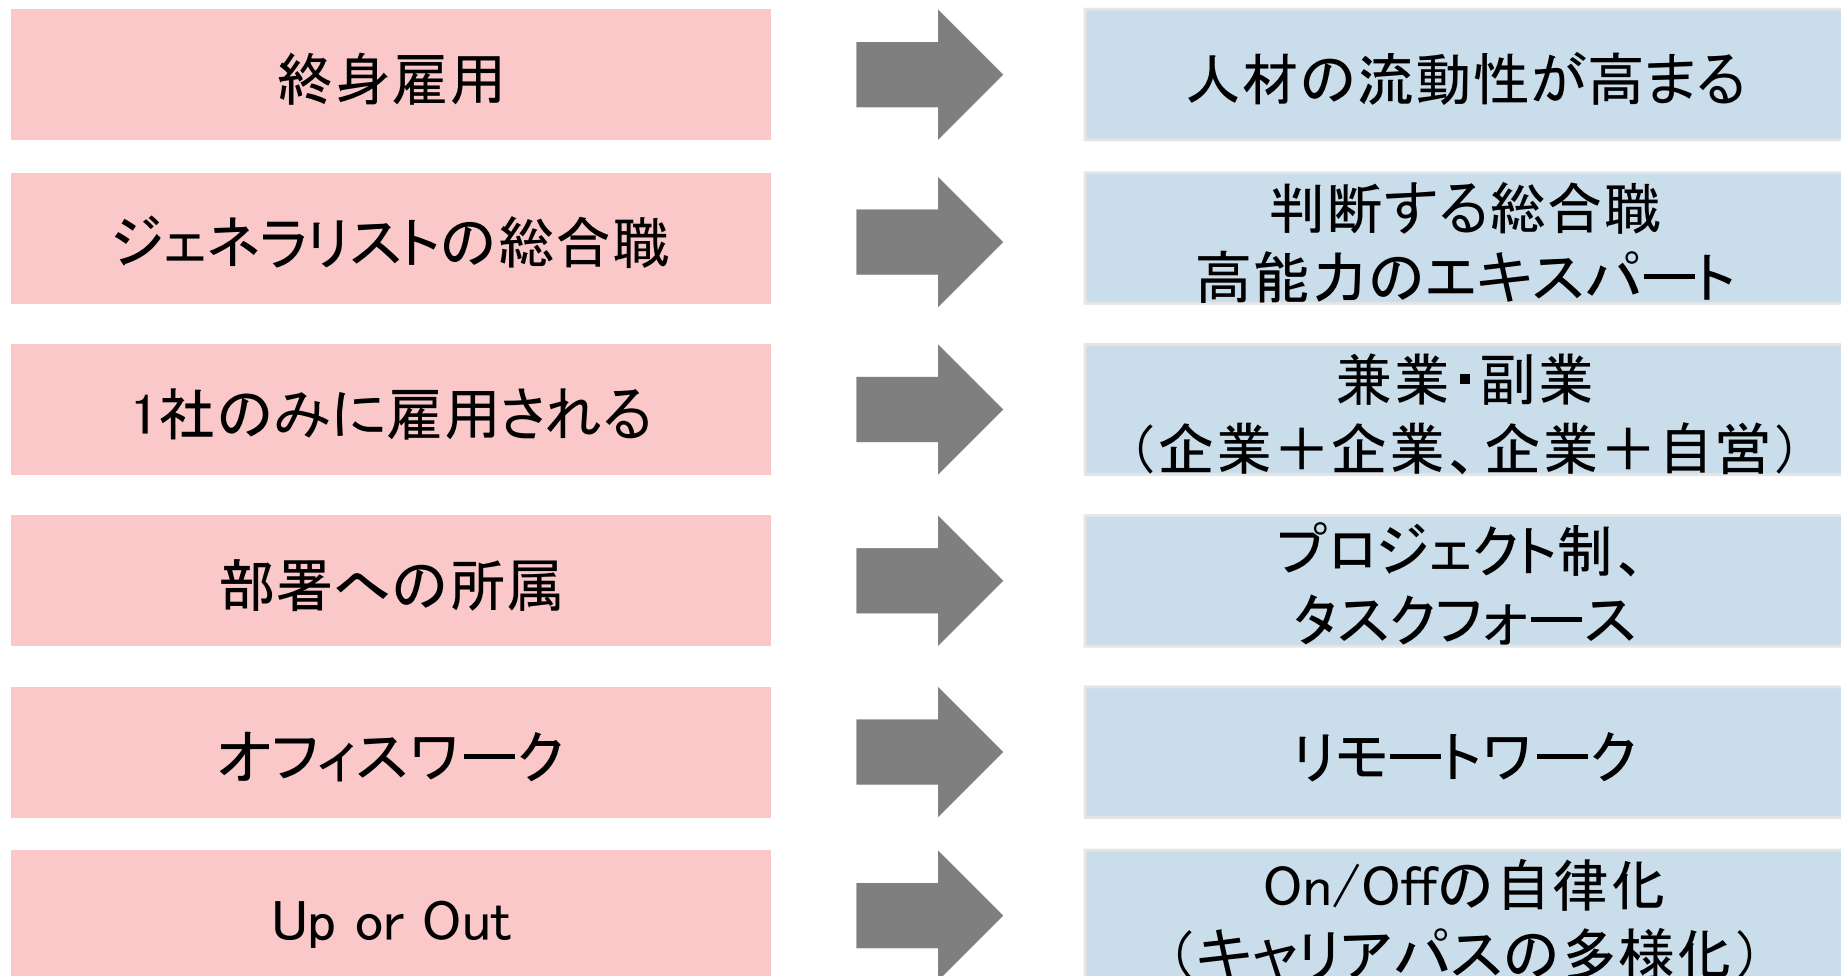 終身雇用
人材の流動性が高まる
ジェネラリストの総合職
判断する総合職
高能力のエキスパート
1社のみに雇用される
兼業・副業
（企業＋企業、企業＋自営）
部署への所属
プロジェクト制、
タスクフォース
オフィスワーク
リモートワーク
Up or Out
On/Offの自律化
（キャリアパスの多様化）